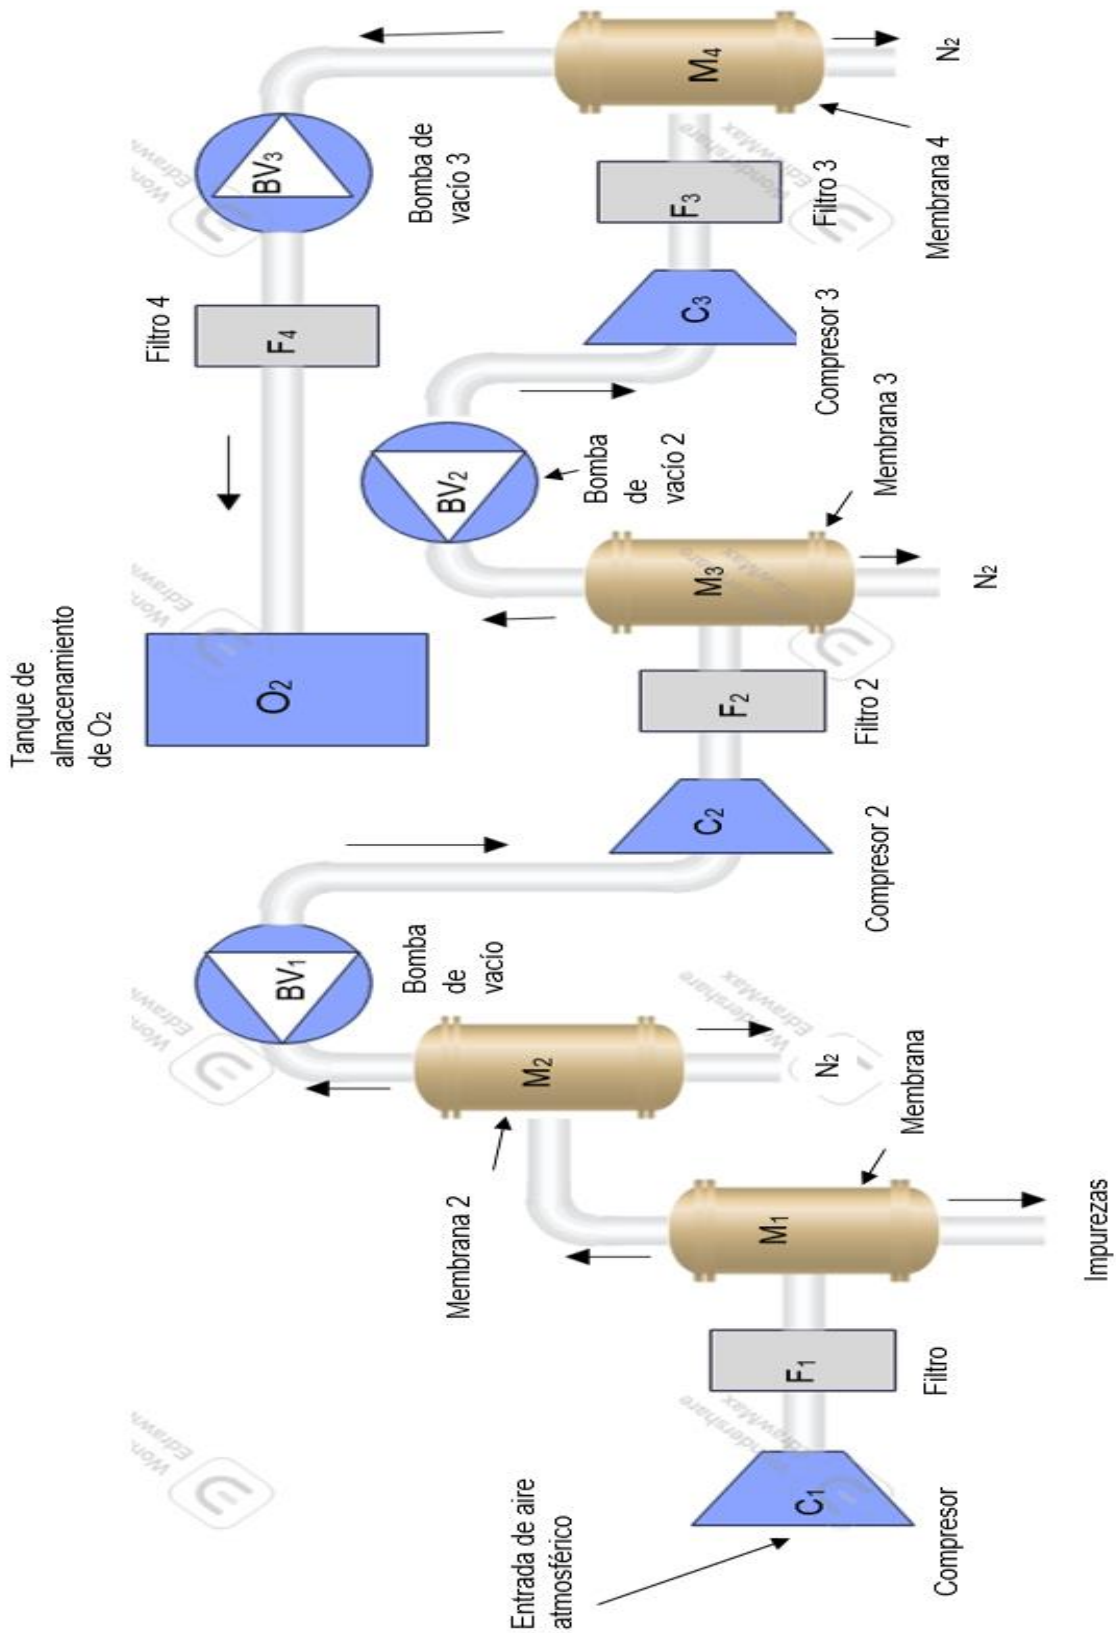 Entrada de aire
atmosférico
C1
Compresor
F1
Filtro
M1
Membrana
Impurezas
Membrana 2
M2
N2
BV1
Bomba
de
vacío
C2
Compresor 2
F2
Filtro 2
M3
Membrana 3
N2
BV2
Bomba
de
vacío 2
C3
Compresor 3
F3
Filtro 3
M4
Membrana 4
N2
BV3
Bomba de
vacío 3
F4
Filtro 4
O2
Tanque de
almacenamiento
de O2
Wondershare
EdrawMax